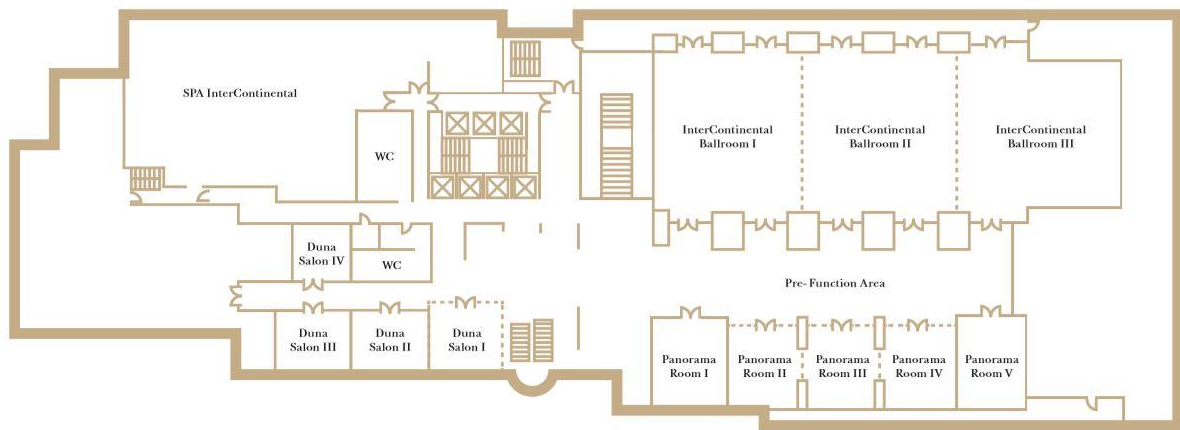 SPA InterContinental
WC
InterContinental
Ballroom I
InterContinental
Ballroom II
InterContinental
Ballroom III
Duna
Salon IV
WC
Pre- Function Area
Duna
Salon III
Duna
Salon II
Duna
Salon I
Panorama
Room I
Panorama
Room II
Panorama
Room III
Panorama
Room IV
Panorama
Room V